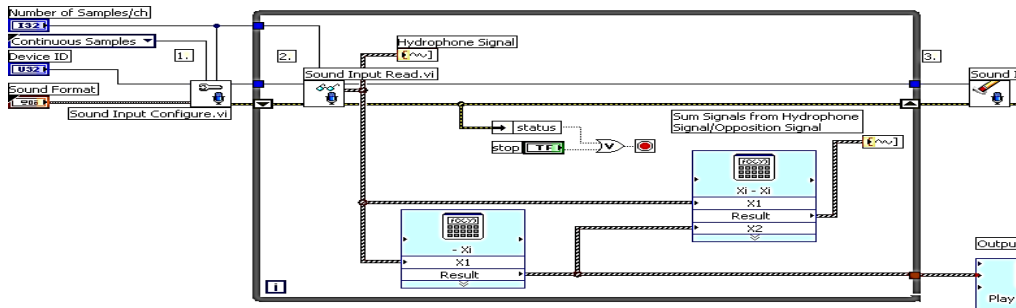 Number of Samples/ch
I32
Continuous Samples
1.
Device ID
U32
Sound Format
Sound Input Configure.vi
2.
Hydrophone Signal
Sound Input Read.vi
3.
Sound I
status
stop
TF
V
Sum Signals from Hydrophone
Signal/Opposition Signal
Xi - Xi
X1
Result
X2
- Xi
X1
Result
i
Output
Play